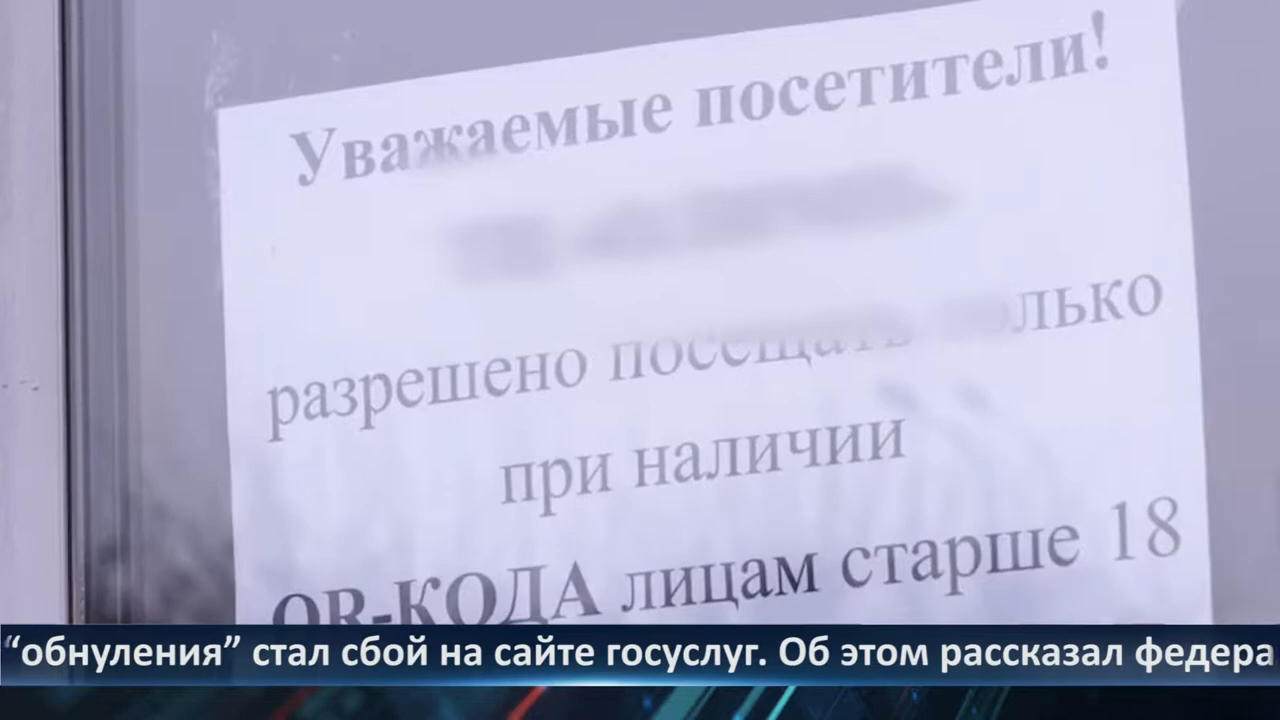 Уважаемые посетители!
разрешено посещать только
при наличии
QR-КОДА лицам старше 18
“обнуления” стал сбой на сайте госуслуг. Об этом рассказал федера